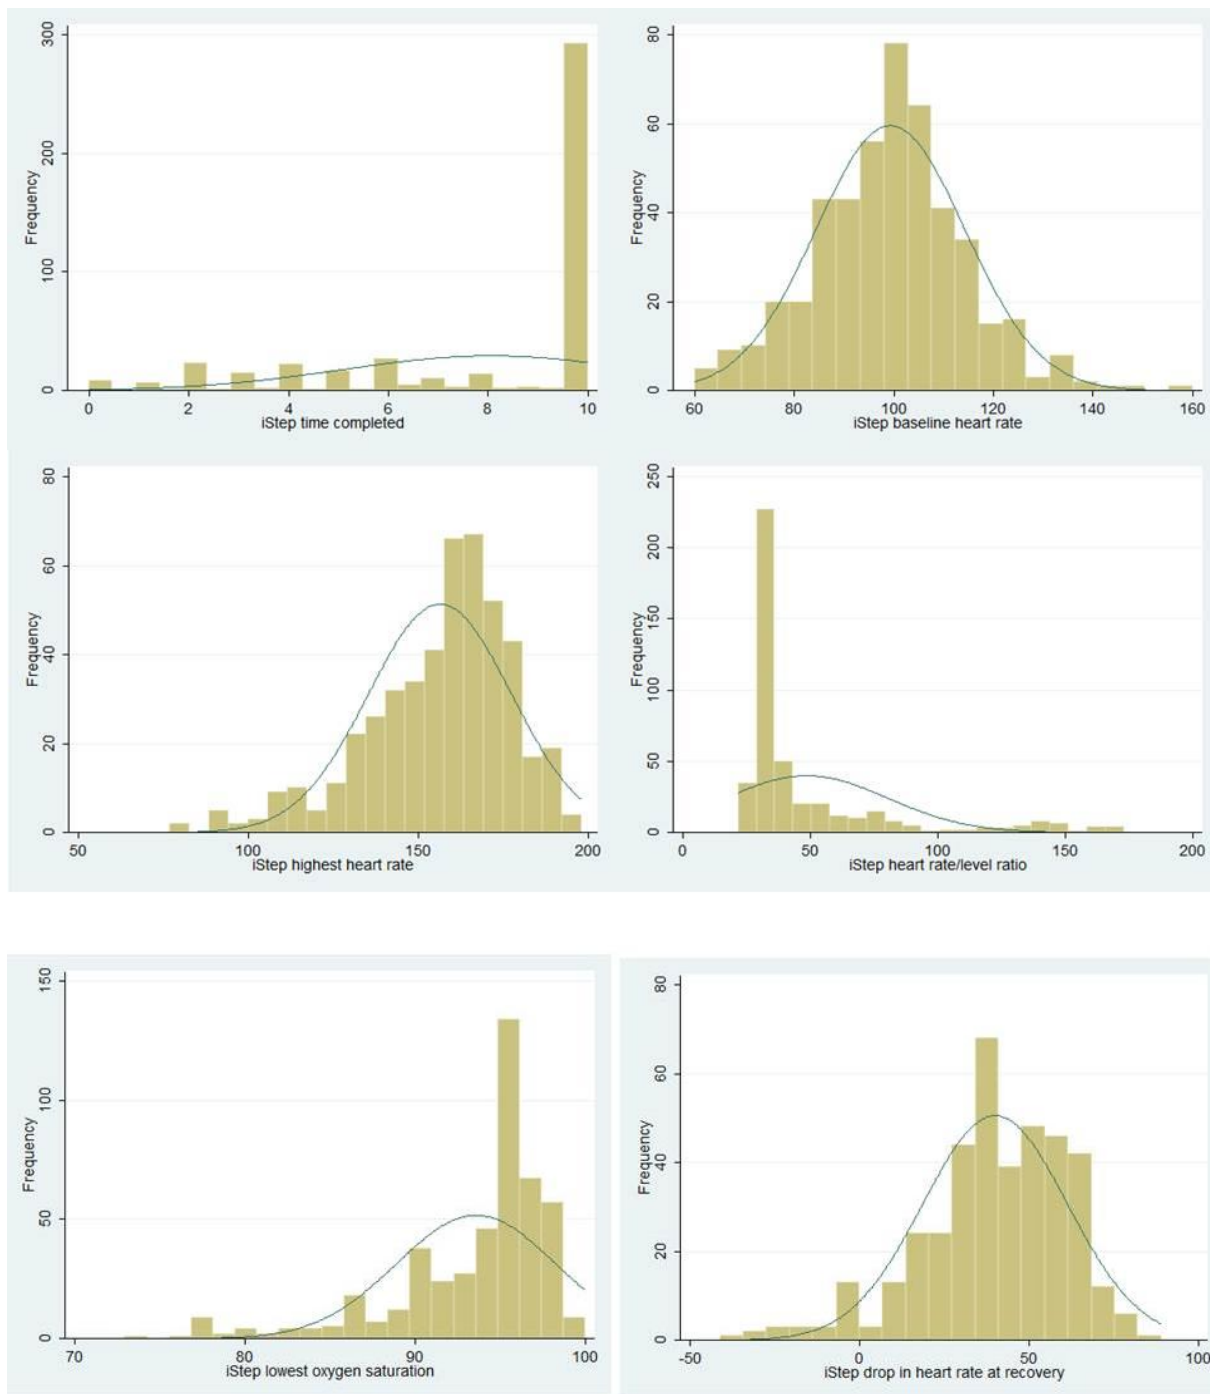 300
200
100
0
Frequency
0 2 4 6 8 10
iStep time completed
80
60
40
20
0
Frequency
60 80 100 120 140 160
iStep baseline heart rate
80
60
40
20
0
Frequency
50 100 150 200
iStep highest heart rate
250
200
150
100
50
0
Frequency
0 50 100 150 200
iStep heart rate/level ratio
150
100
50
0
Frequency
70 80 90 100
iStep lowest oxygen saturation
80
60
40
20
0
Frequency
-50 0 50 100
iStep drop in heart rate at recovery